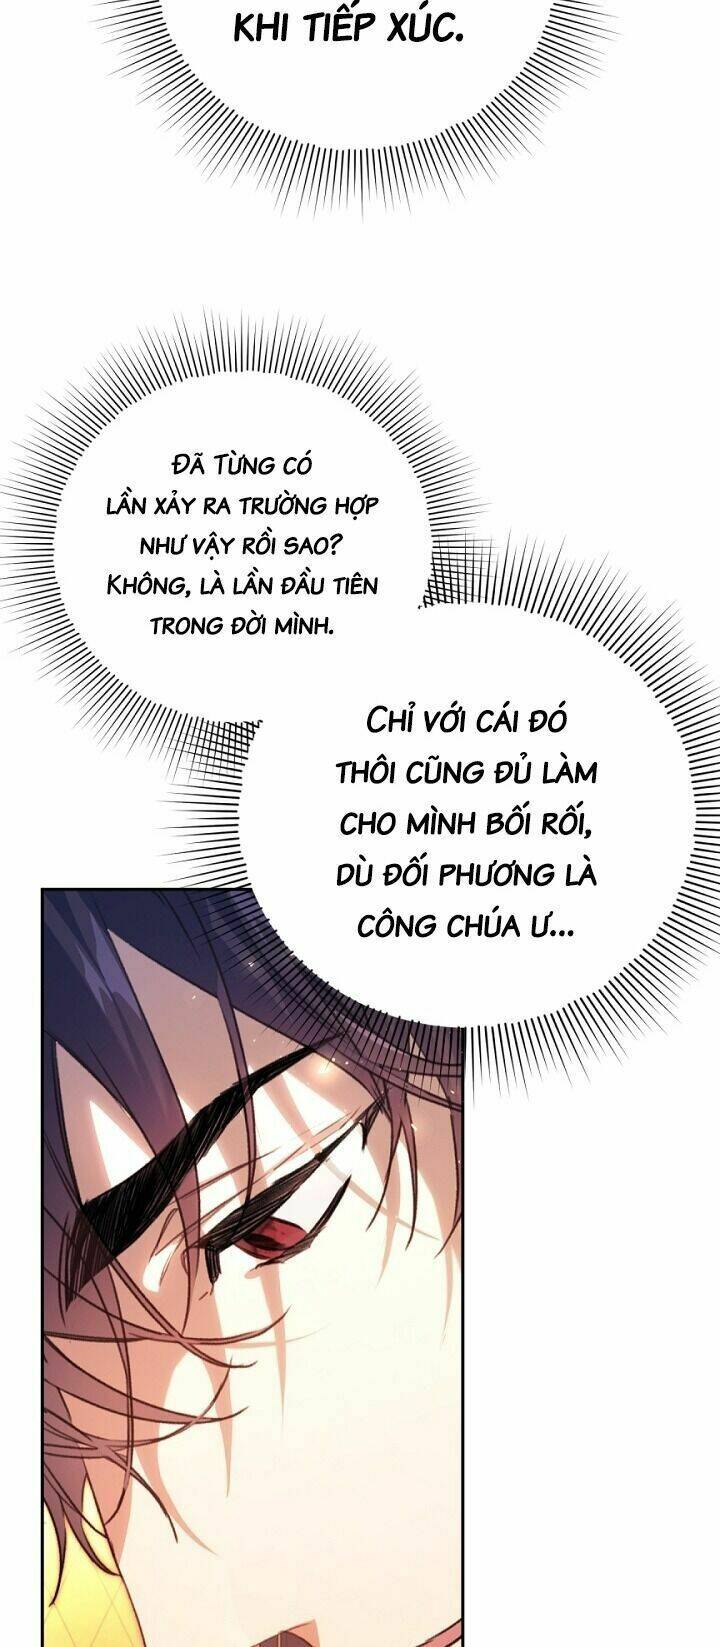 KHI TIẾP XÚC.
ĐÃ TỪNG CÓ
LẦN XẢY RA TRƯỜNG HỢP
NHƯ VẬY RỒI SAO?
KHÔNG, LÀ LẦN ĐẦU TIÊN
TRONG ĐỜI MÌNH.
CHỈ VỚI CÁI ĐÓ
THÔI CŨNG ĐỦ LÀM
CHO MÌNH BỐI RỐI,
DÙ ĐỐI PHƯƠNG LÀ
CÔNG CHÚA Ư...